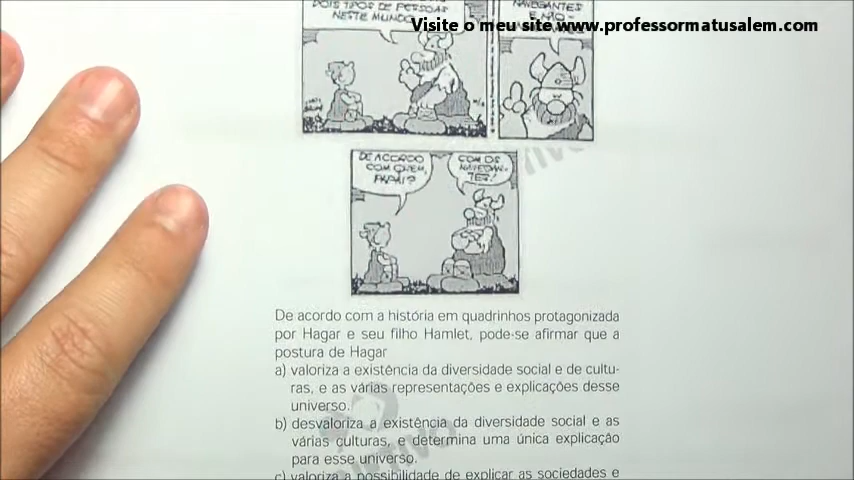 Visite o meu site www.professormatusalem.com
DOIS TIPOS DE PESSOAS
NESTE MUNDO
NAVEGANTES
E NÃO-
DE ACORDO
COM QUEM,
PAPAI?
COM OS
NAVEGAN-
TES!
De acordo com a história em quadrinhos protagonizada
por Hagar e seu filho Hamlet, pode-se afirmar que a
postura de Hagar
a) valoriza a existência da diversidade social e de cultu-
ras, e as várias representações e explicações desse
universo.
b) desvaloriza a existência da diversidade social e as
várias culturas, e determina uma única explicação
para esse universo.
c) valoriza a possibilidade de explicar as sociedades e